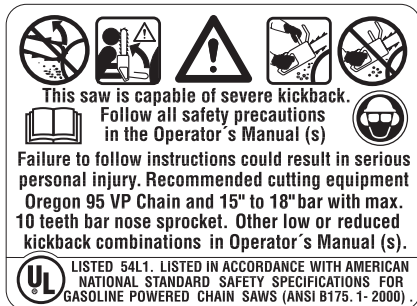 This saw is capable of severe kickback.
Follow all safety precautions
in the Operator´s Manual (s)
Failure to follow instructions could result in serious
personal injury. Recommended cutting equipment
Oregon 95 VP Chain and 15" to 18" bar with max.
10 teeth bar nose sprocket. Other low or reduced
kickback combinations in Operator´s Manual (s).
UL
LISTED 54L1. LISTED IN ACCORDANCE WITH AMERICAN
NATIONAL STANDARD SAFETY SPECIFICATIONS FOR
GASOLINE POWERED CHAIN SAWS (ANSI B175. 1- 2000).